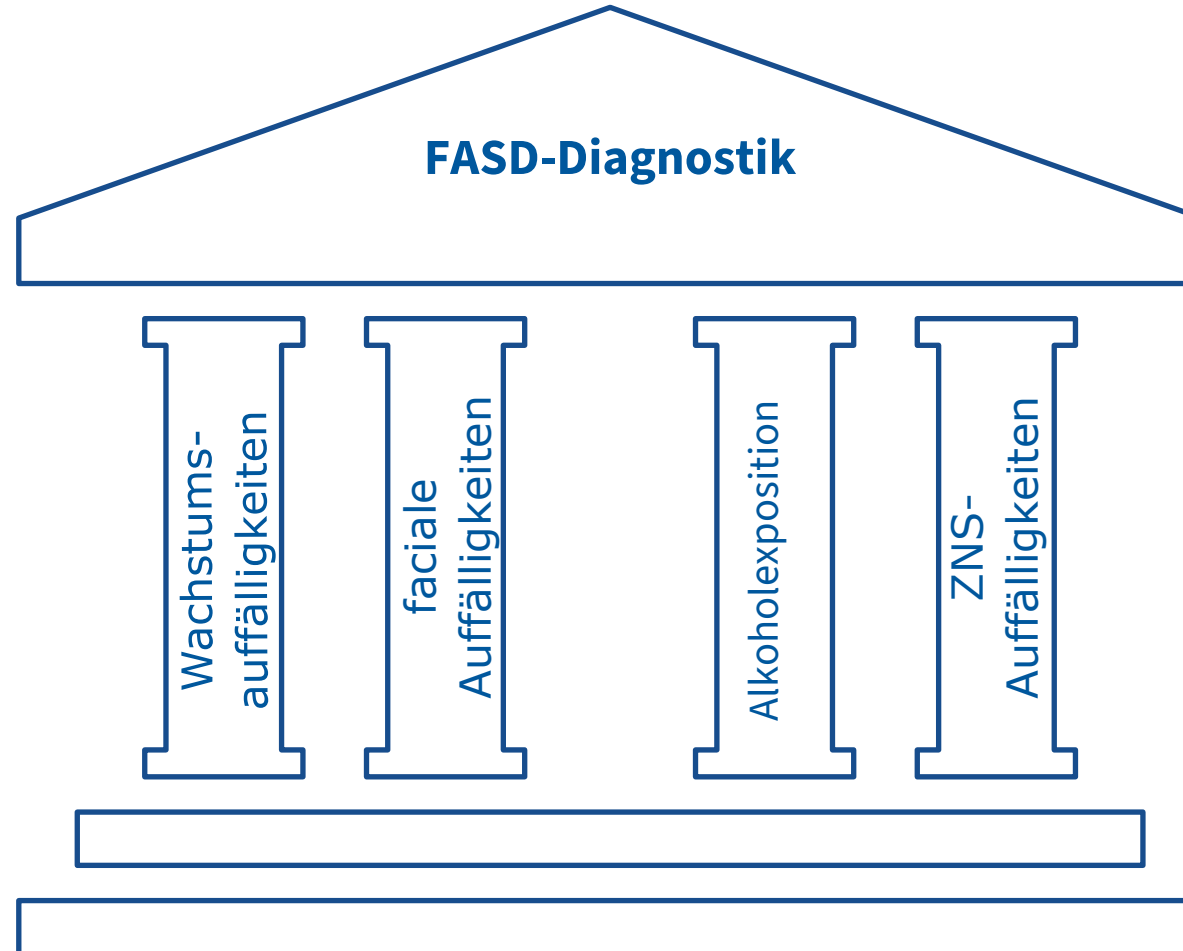 FASD-Diagnostik
Wachstums-
auffälligkeiten
faciale
Auffälligkeiten
Alkoholexposition
ZNS-
Auffälligkeiten